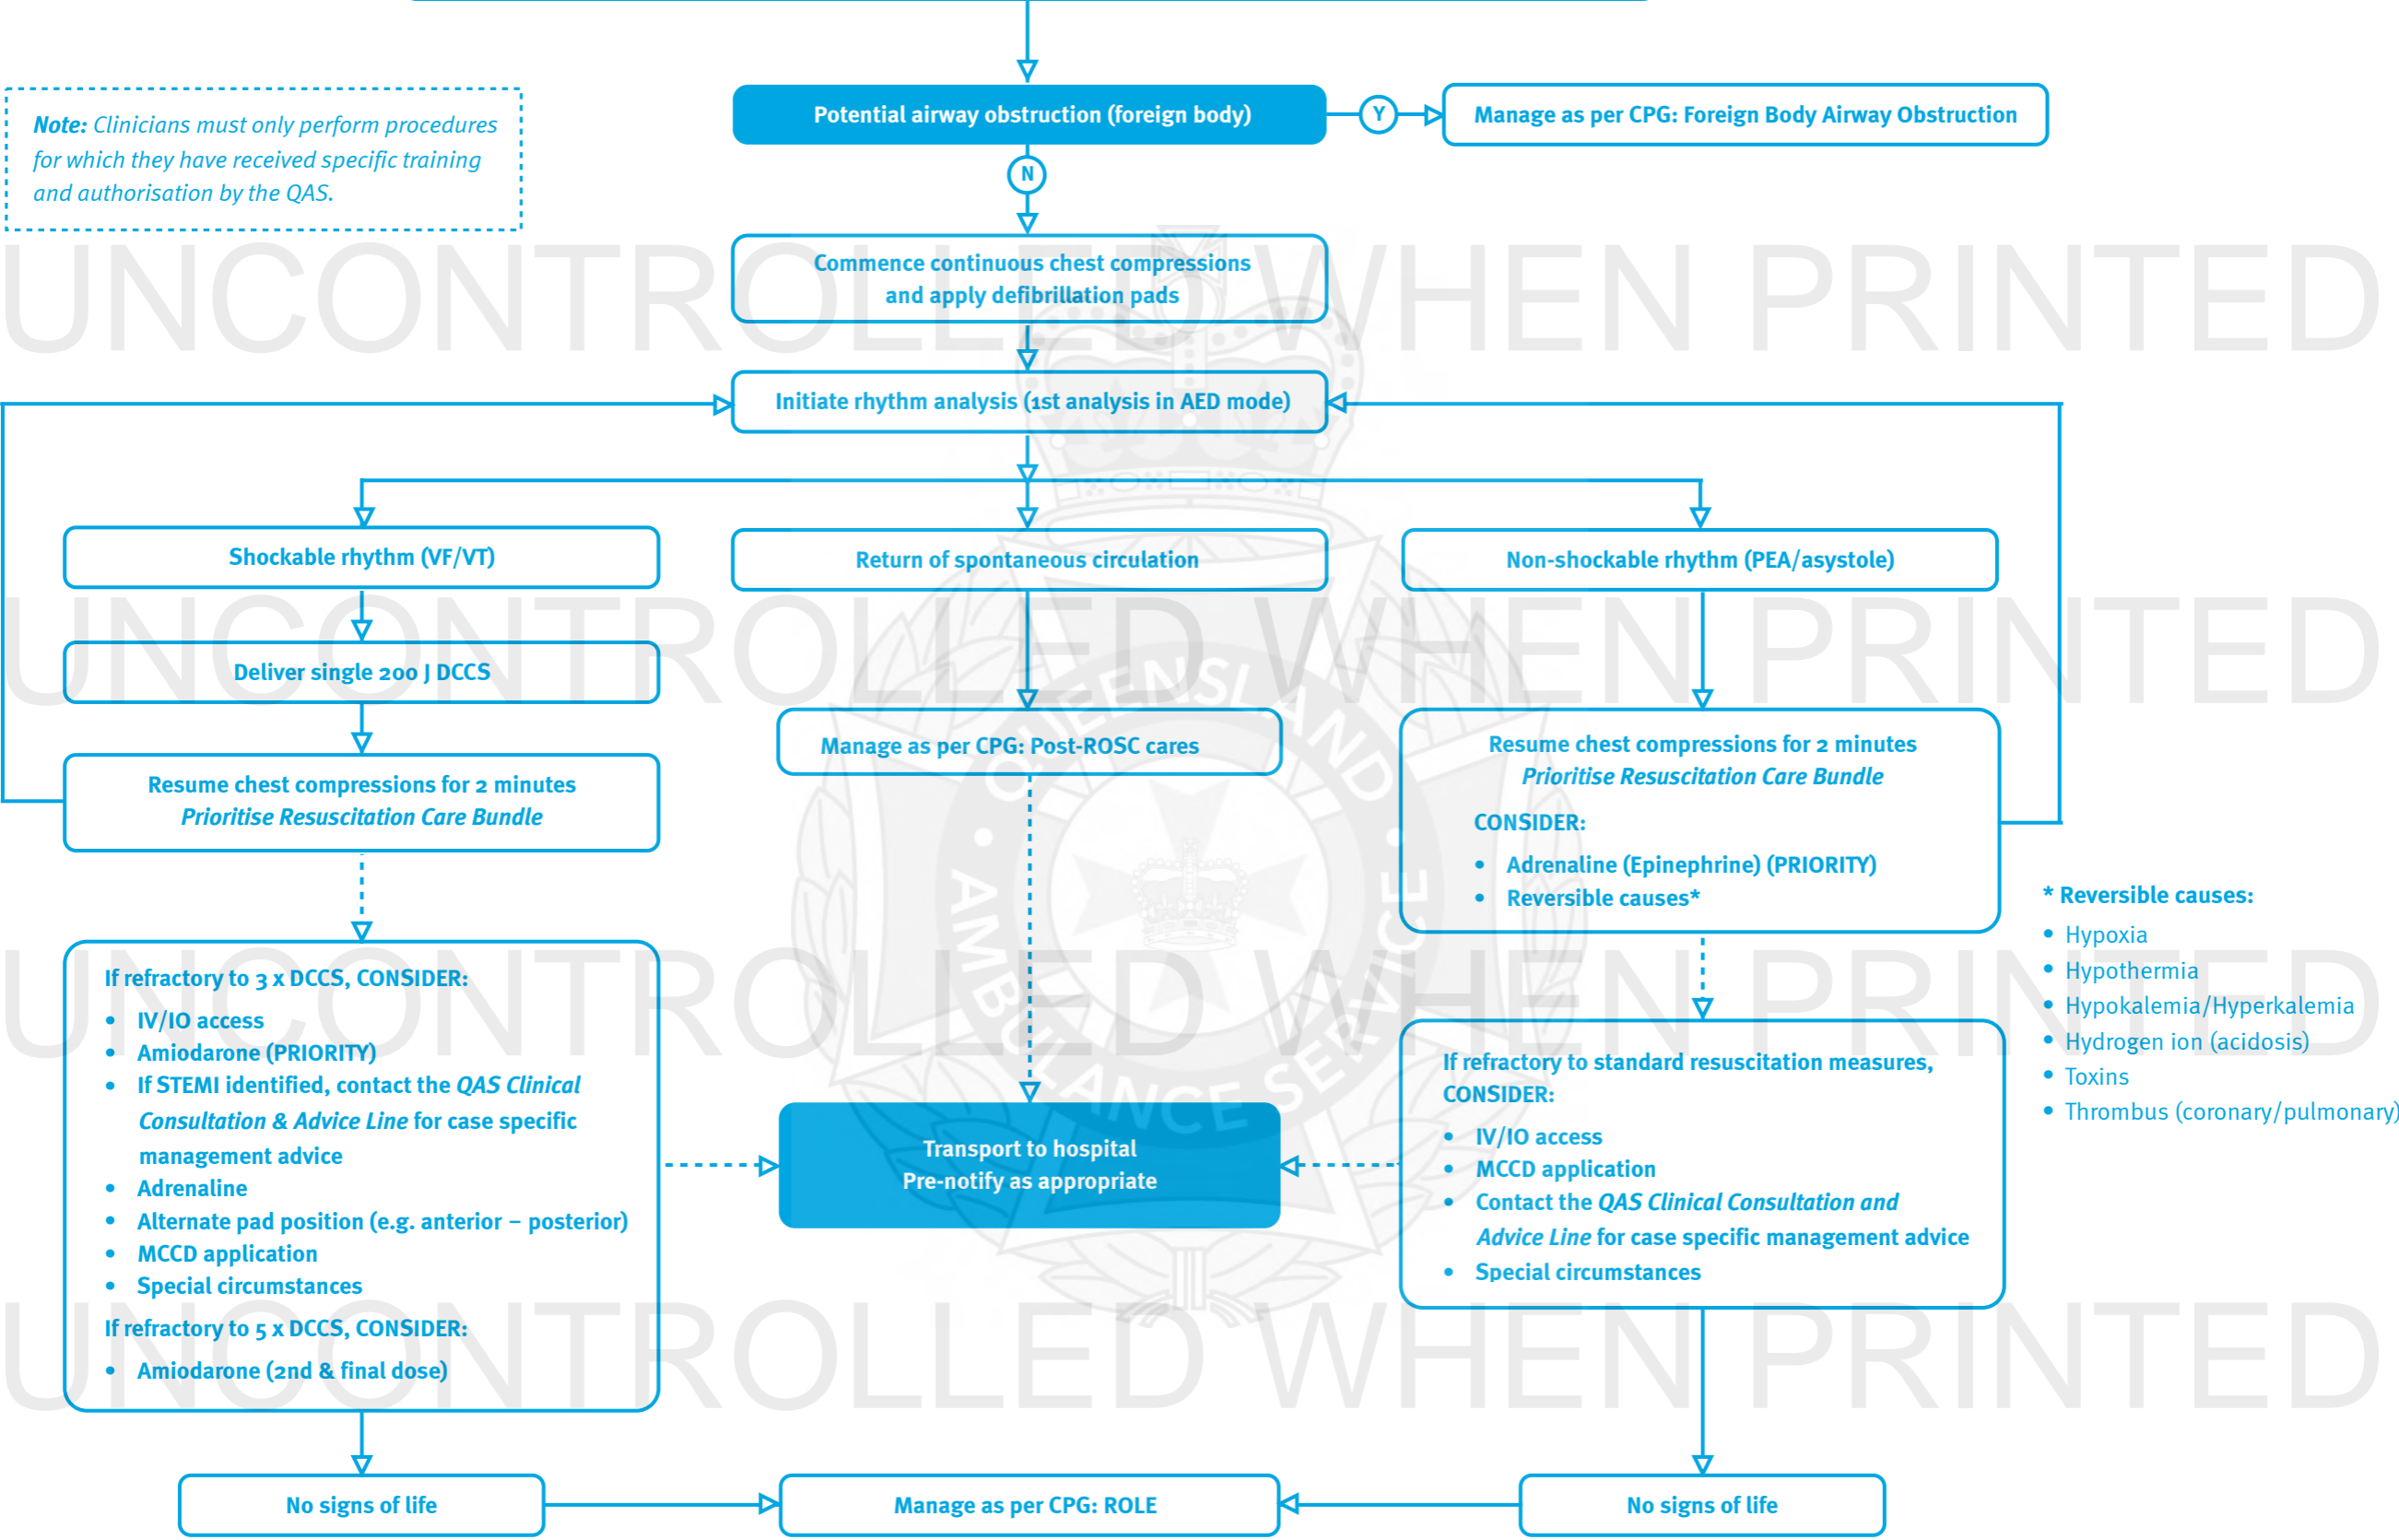 Potential airway obstruction (foreign body)
Y
Manage as per CPG: Foreign Body Airway Obstruction
Note: Clinicians must only perform procedures
for which they have received specific training
and authorisation by the QAS.
N
UNCONTROLLED WHEN PRINTED
Commence continuous chest compressions
and apply defibrillation pads
Initiate rhythm analysis (1st analysis in AED mode)
Shockable rhythm (VF/VT)
Return of spontaneous circulation
Non-shockable rhythm (PEA/asystole)
UNCONTROLLED WHEN PRINTED
Deliver single 200 J DCCS
QUEENSLAND
AMBULANCE SERVICE
Manage as per CPG: Post-ROSC cares
Resume chest compressions for 2 minutes
Prioritise Resuscitation Care Bundle
Resume chest compressions for 2 minutes
Prioritise Resuscitation Care Bundle
CONSIDER:
• Adrenaline (Epinephrine) (PRIORITY)
• Reversible causes*
* Reversible causes:
• Hypoxia
• Hypothermia
• Hypokalemia/Hyperkalemia
• Hydrogen ion (acidosis)
• Toxins
• Thrombus (coronary/pulmonary)
UNCONTROLLED WHEN PRINTED
If refractory to 3 x DCCS, CONSIDER:
• IV/IO access
• Amiodarone (PRIORITY)
• If STEMI identified, contact the QAS Clinical
Consultation & Advice Line for case specific
management advice
• Adrenaline
• Alternate pad position (e.g. anterior – posterior)
• MCCD application
• Special circumstances
If refractory to 5 x DCCS, CONSIDER:
• Amiodarone (2nd & final dose)
Transport to hospital
Pre-notify as appropriate
If refractory to standard resuscitation measures,
CONSIDER:
• IV/IO access
• MCCD application
• Contact the QAS Clinical Consultation and
Advice Line for case specific management advice
• Special circumstances
UNCONTROLLED WHEN PRINTED
No signs of life
Manage as per CPG: ROLE
No signs of life